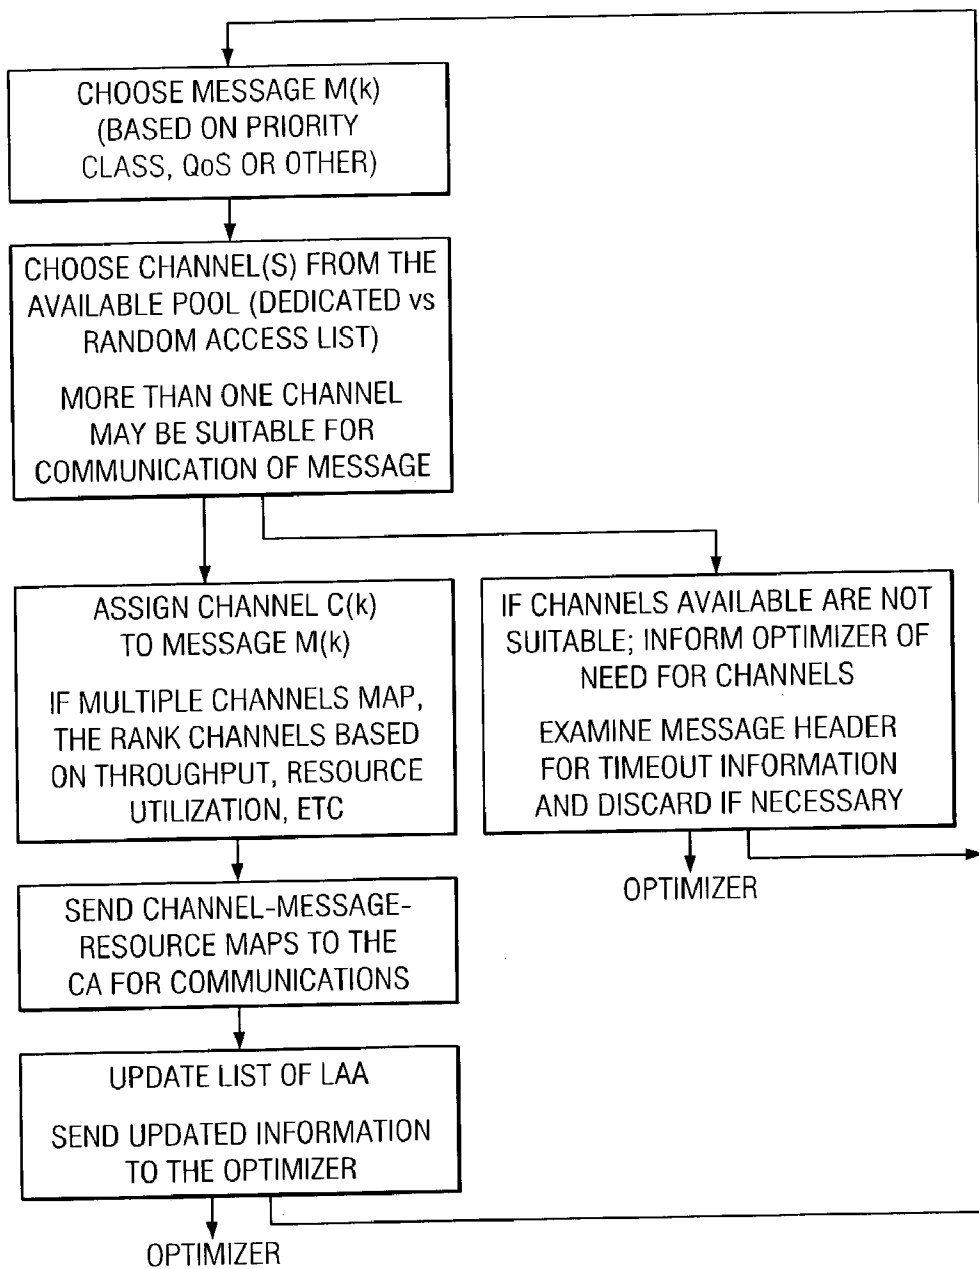 CHOOSE MESSAGE M(k)
(BASED ON PRIORITY
CLASS, QoS OR OTHER)
CHOOSE CHANNEL(S) FROM THE
AVAILABLE POOL (DEDICATED vs
RANDOM ACCESS LIST)
MORE THAN ONE CHANNEL
MAY BE SUITABLE FOR
COMMUNICATION OF MESSAGE
ASSIGN CHANNEL C(k)
TO MESSAGE M(k)
IF MULTIPLE CHANNELS MAP,
THE RANK CHANNELS BASED
ON THROUGHPUT, RESOURCE
UTILIZATION, ETC
IF CHANNELS AVAILABLE ARE NOT
SUITABLE; INFORM OPTIMIZER OF
NEED FOR CHANNELS
EXAMINE MESSAGE HEADER
FOR TIMEOUT INFORMATION
AND DISCARD IF NECESSARY
OPTIMIZER
SEND CHANNEL-MESSAGE-
RESOURCE MAPS TO THE
CA FOR COMMUNICATIONS
UPDATE LIST OF LAA
SEND UPDATED INFORMATION
TO THE OPTIMIZER
OPTIMIZER